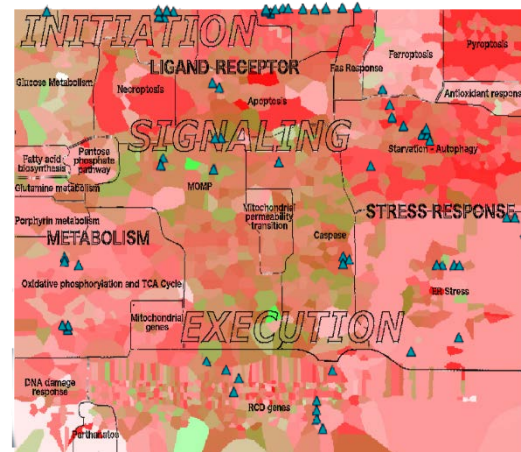 INITIATION
LIGAND-RECEPTOR
Fas Response
Ferroptosis
Pyroptosis
Glucose Metabolism
Necroptosis
Apoptosis
Antioxidant respons
SIGNALING
Starvation - Autophagy
Fatty acid
biosynthesis
Pentose
phosphate
pathway
Glutamine metabolism
MOMP
Mitochondrial
permeability
transition
STRESS RESPONSE
Porphyrin metabolism
METABOLISM
Caspase
Oxidative phosphorylation and TCA Cycle
ER Stress
Mitochondrial
genes
EXECUTION
DNA damage
response
RCD genes
Parthanatos